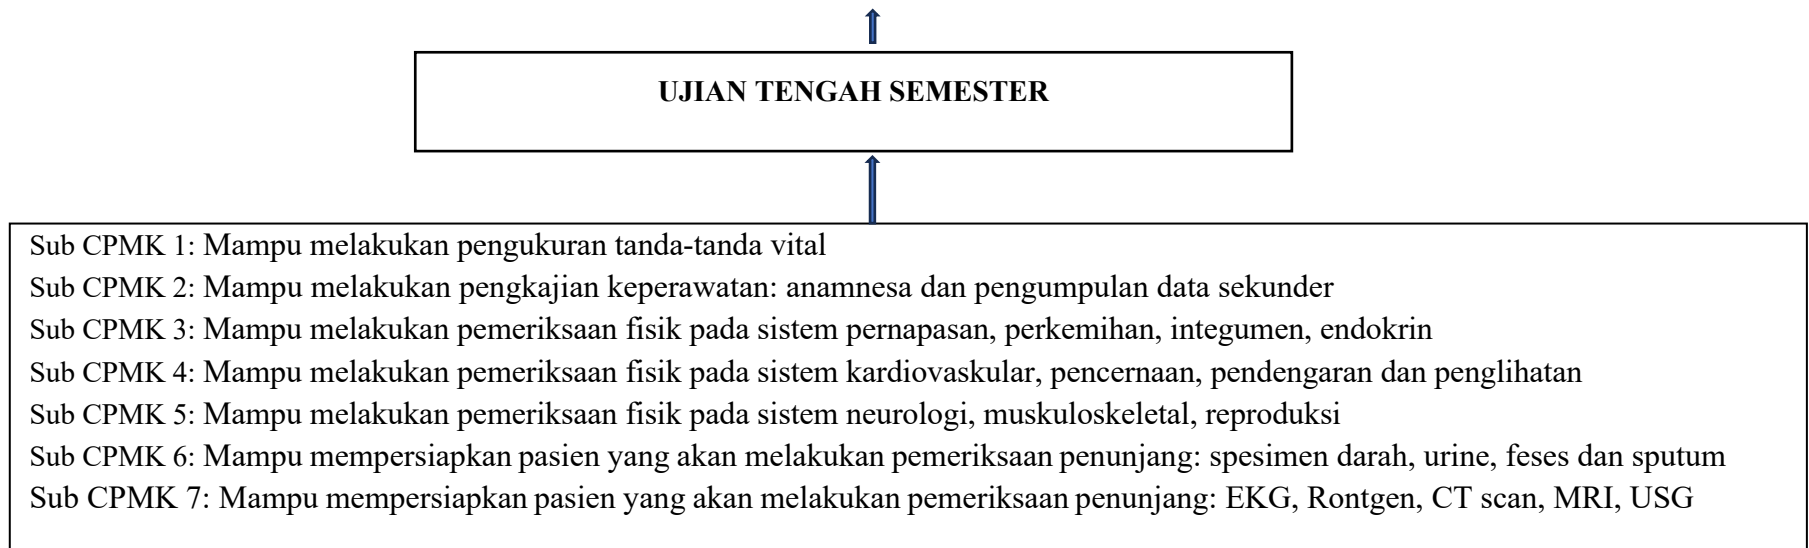 UJIAN TENGAH SEMESTER
Sub CPMK 1: Mampu melakukan pengukuran tanda-tanda vital
Sub CPMK 2: Mampu melakukan pengkajian keperawatan: anamnesa dan pengumpulan data sekunder
Sub CPMK 3: Mampu melakukan pemeriksaan fisik pada sistem pernapasan, perkemihan, integumen, endokrin
Sub CPMK 4: Mampu melakukan pemeriksaan fisik pada sistem kardiovaskular, pencernaan, pendengaran dan penglihatan
Sub CPMK 5: Mampu melakukan pemeriksaan fisik pada sistem neurologi, muskuloskeletal, reproduksi
Sub CPMK 6: Mampu mempersiapkan pasien yang akan melakukan pemeriksaan penunjang: spesimen darah, urine, feses dan sputum
Sub CPMK 7: Mampu mempersiapkan pasien yang akan melakukan pemeriksaan penunjang: EKG, Rontgen, CT scan, MRI, USG